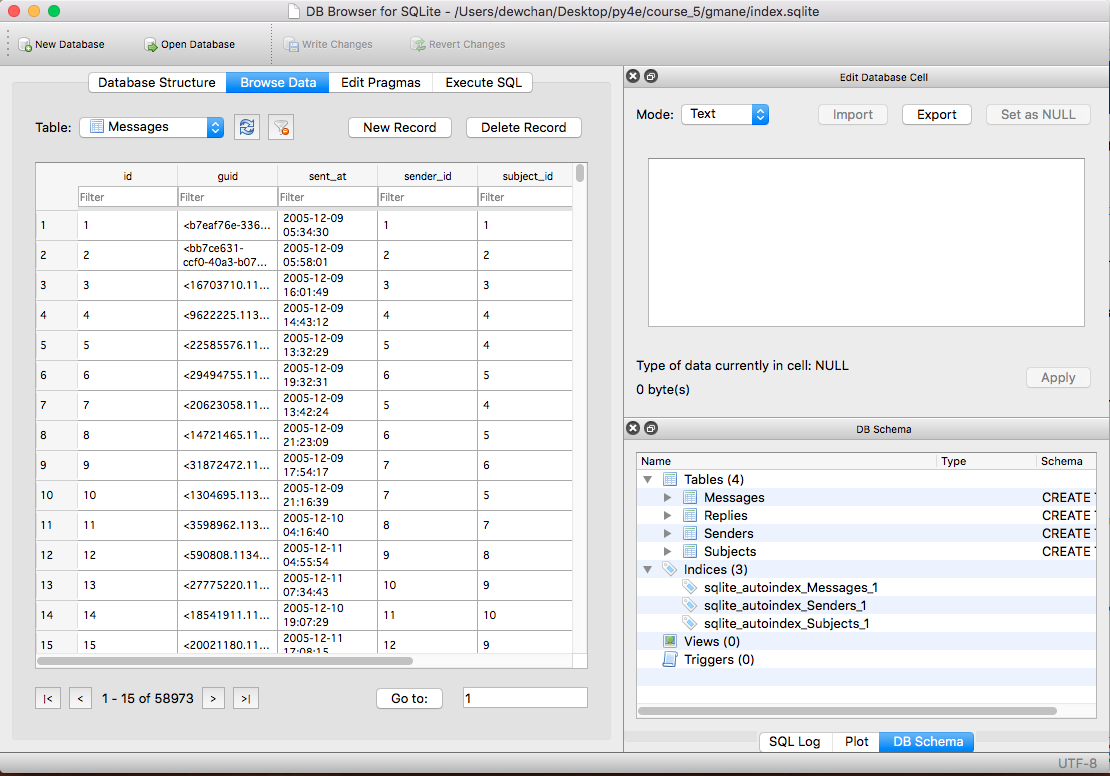 DB Browser for SQLite - /Users/dewchan/Desktop/py4e/course_5/gmane/index.sqlite
New Database Open Database Write Changes Revert Changes
Database Structure Browse Data Edit Pragmas Execute SQL
Table: Messages New Record Delete Record
id guid sent_at sender_id subject_id
Filter Filter Filter Filter Filter
1 1 <b7eaf76e-336... 2005-12-09 05:34:30 1 1
2 2 <bb7ce631-ccf0-40a3-b07... 2005-12-09 05:58:01 2 2
3 3 <16703710.11... 2005-12-09 16:01:49 3 3
4 4 <9622225.113... 2005-12-09 14:43:12 4 4
5 5 <22585576.11... 2005-12-09 13:32:29 5 4
6 6 <29494755.11... 2005-12-09 19:32:31 6 5
7 7 <20623058.11... 2005-12-09 13:42:24 5 4
8 8 <14721465.11... 2005-12-09 21:23:09 6 5
9 9 <31872472.11... 2005-12-09 17:54:17 7 6
10 10 <1304695.113... 2005-12-09 21:16:39 7 5
11 11 <3598962.113... 2005-12-10 04:16:40 8 7
12 12 <590808.1134... 2005-12-11 04:55:54 9 8
13 13 <27775220.11... 2005-12-11 07:34:43 10 9
14 14 <18541911.11... 2005-12-10 19:07:29 11 10
15 15 <20021180.11... 2005-12-11 17:08:15 12 9
|< < 1 - 15 of 58973 > >| Go to: 1
Edit Database Cell
Mode: Text Import Export Set as NULL
Type of data currently in cell: NULL
0 byte(s)
Apply
DB Schema
Name Type Schema
Tables (4)
Messages CREATE T
Replies CREATE T
Senders CREATE T
Subjects CREATE T
Indices (3)
sqlite_autoindex_Messages_1
sqlite_autoindex_Senders_1
sqlite_autoindex_Subjects_1
Views (0)
Triggers (0)
SQL Log Plot DB Schema
UTF-8